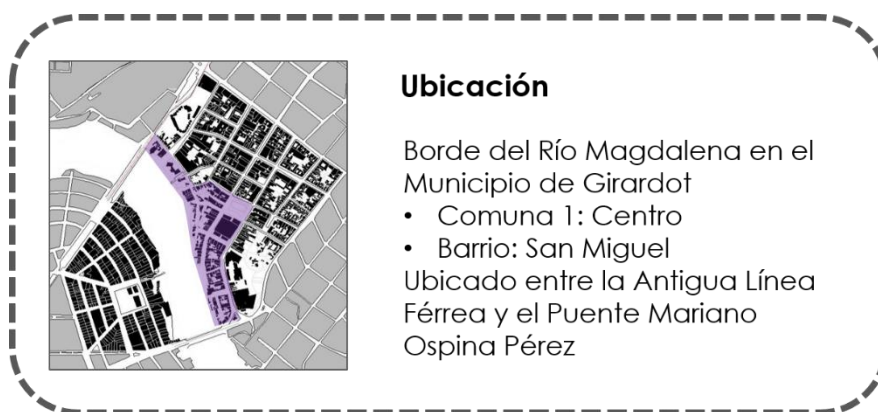 Ubicación
Borde del Río Magdalena en el
Municipio de Girardot
• Comuna 1: Centro
• Barrio: San Miguel
Ubicado entre la Antigua Línea
Férrea y el Puente Mariano
Ospina Pérez